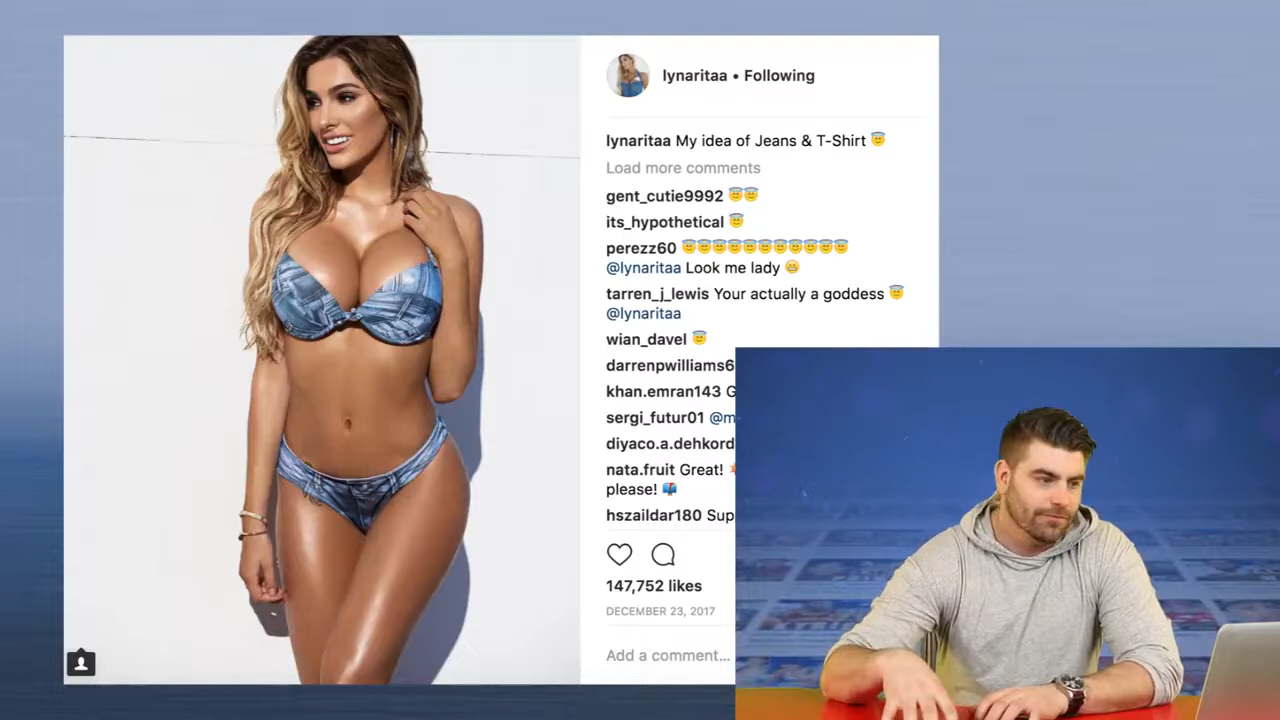 lynaritaa • Following
lynaritaa My idea of Jeans & T-Shirt 😇
Load more comments
gent_cutie9992 😇😇
its_hypothetical 😇
perezz60 😇😇😇😇😇😇😇😇😇😇😇
@lynaritaa Look me lady 😁
tarren_j_lewis Your actually a goddess 😇
@lynaritaa
wian_davel 😇
darrenpwilliams6
khan.emran143 G
sergi_futur01 @m
diyaco.a.dehkord
nata.fruit Great!
please! 📫
hszaildar180 Sup
147,752 likes
DECEMBER 23, 2017
Add a comment...